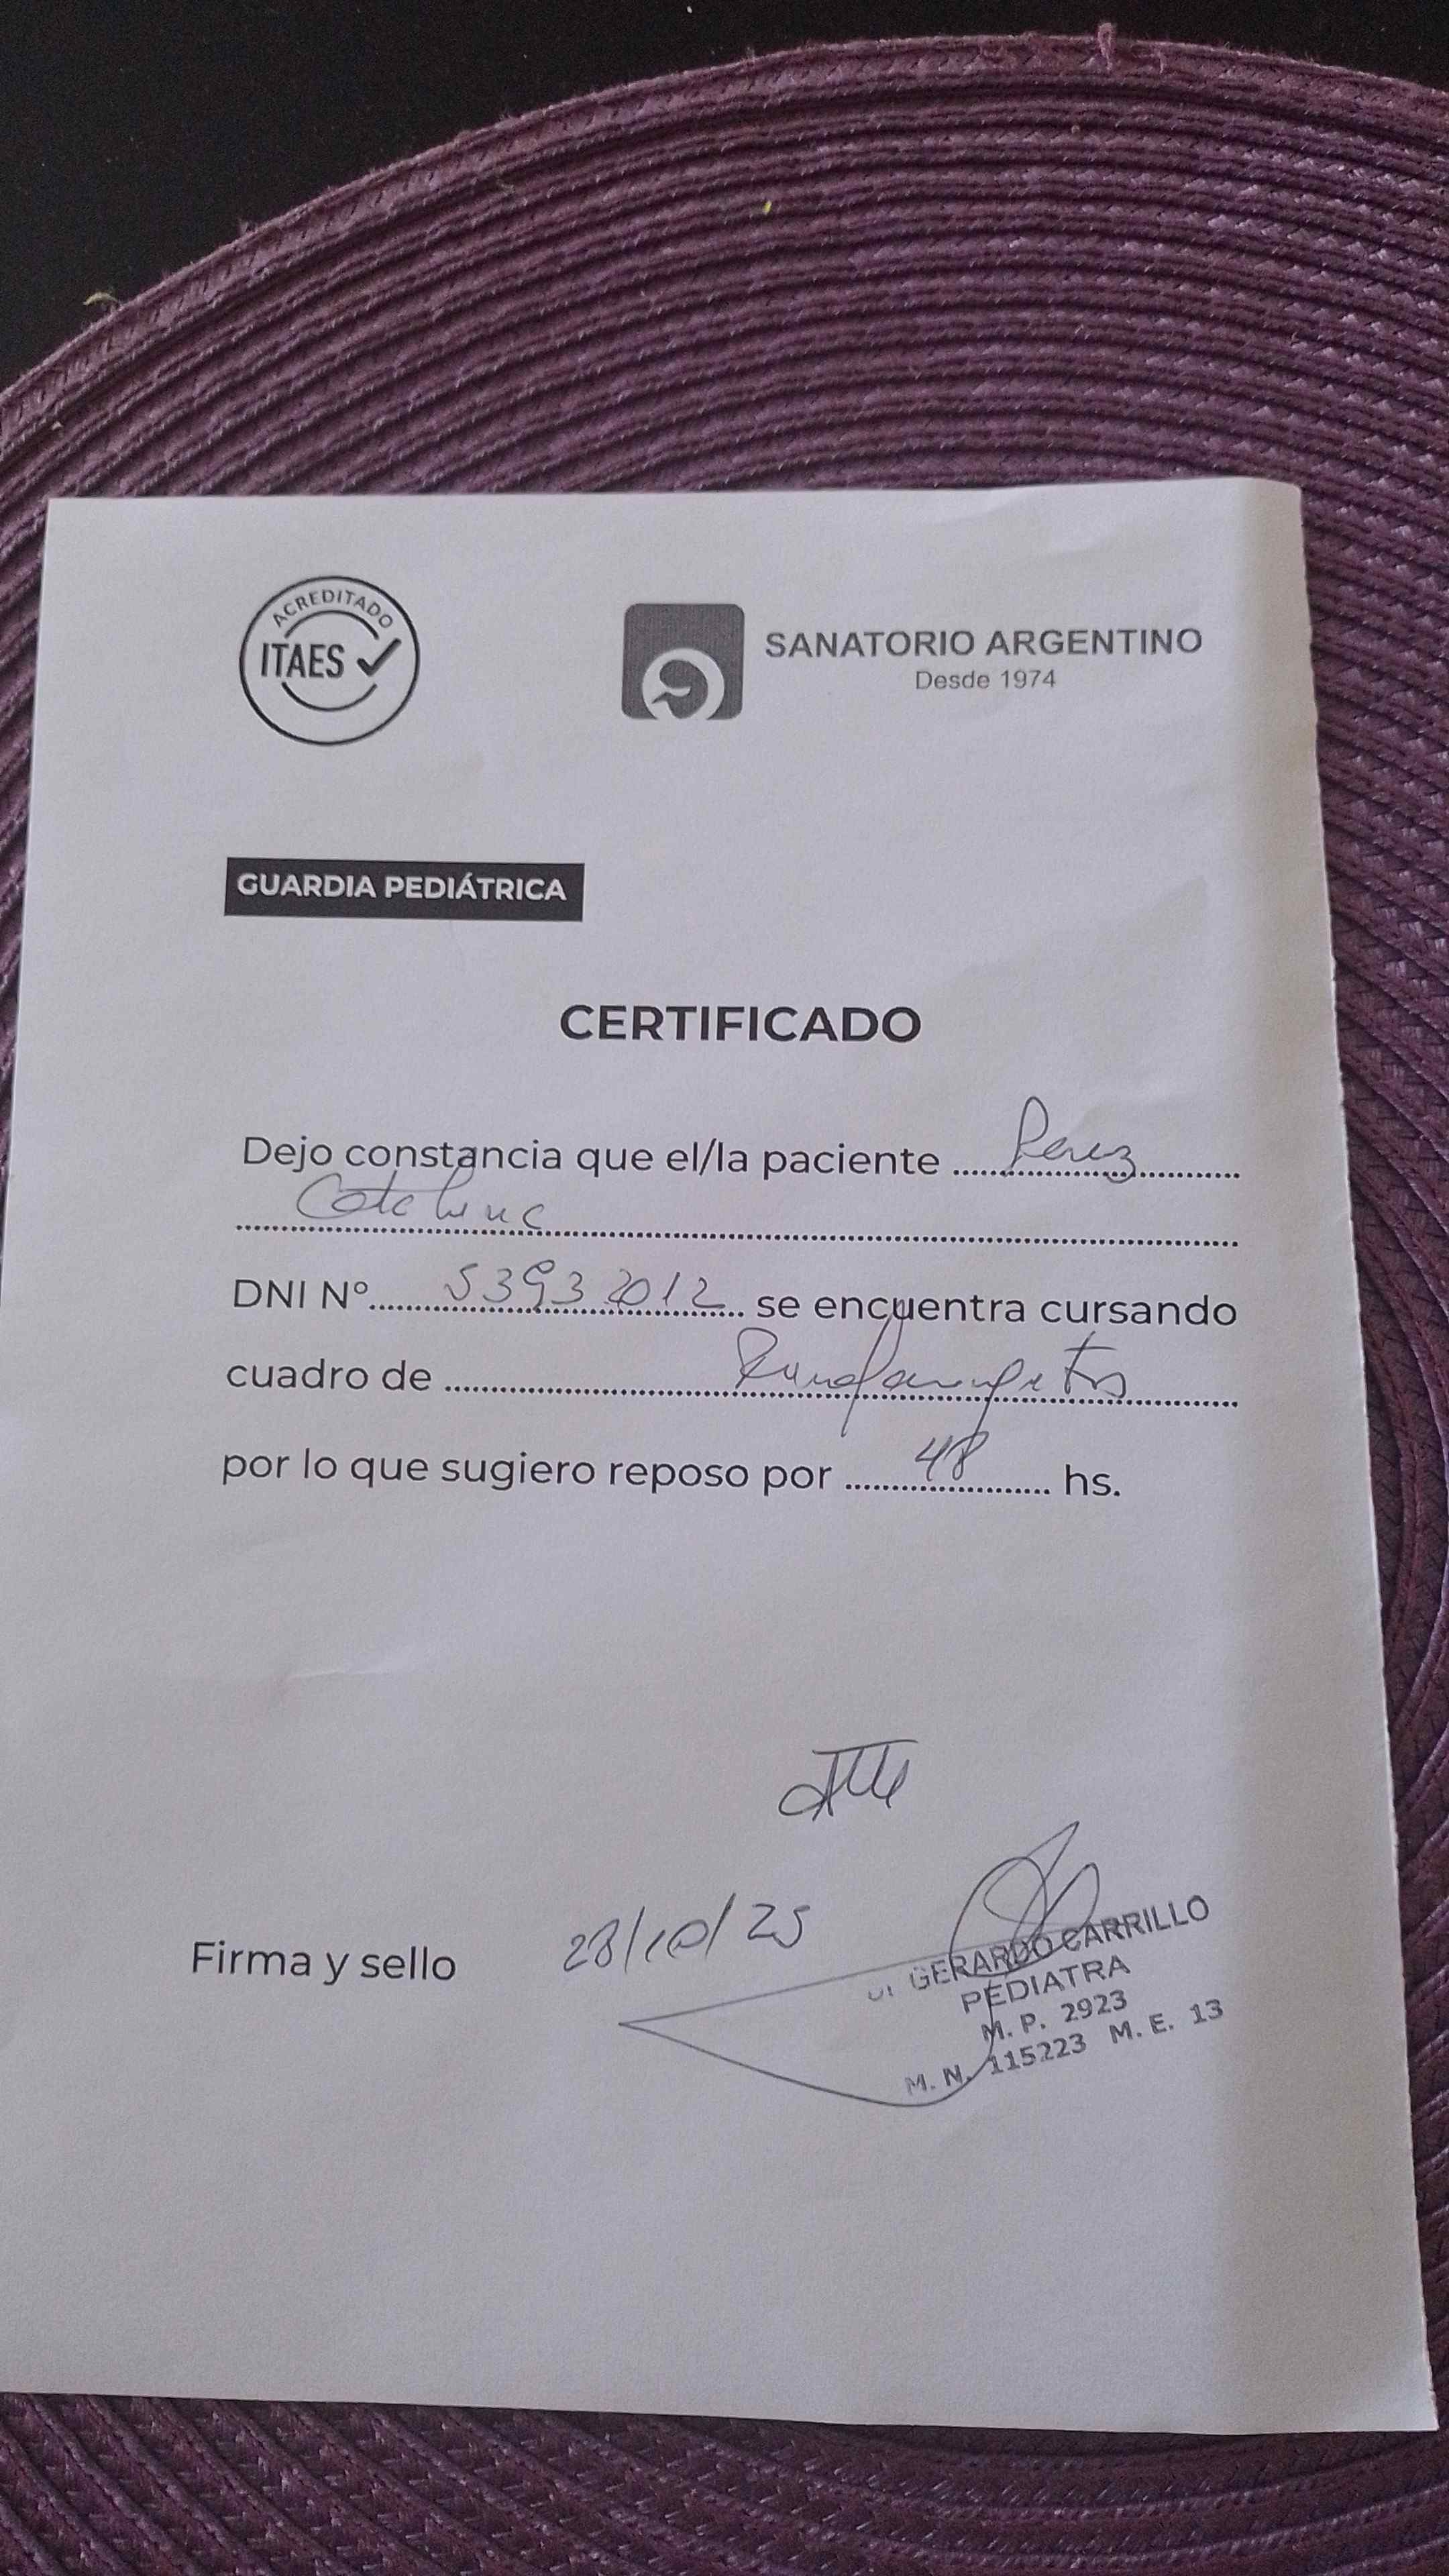 ACREDITADO
ITAES
SANATORIO ARGENTINO
Desde 1974
GUARDIA PEDIÁTRICA
CERTIFICADO
Dejo constancia que el/la paciente Perez
Catalina
DNI N° 53932012 se encuentra cursando
cuadro de Rinofaringitis
por lo que sugiero reposo por 48 hs.
Firma y sello 28/10/25
Dr GERARDO CARRILLO
PEDIATRA
M. P. 2923
M. N. 115223 M. E. 13